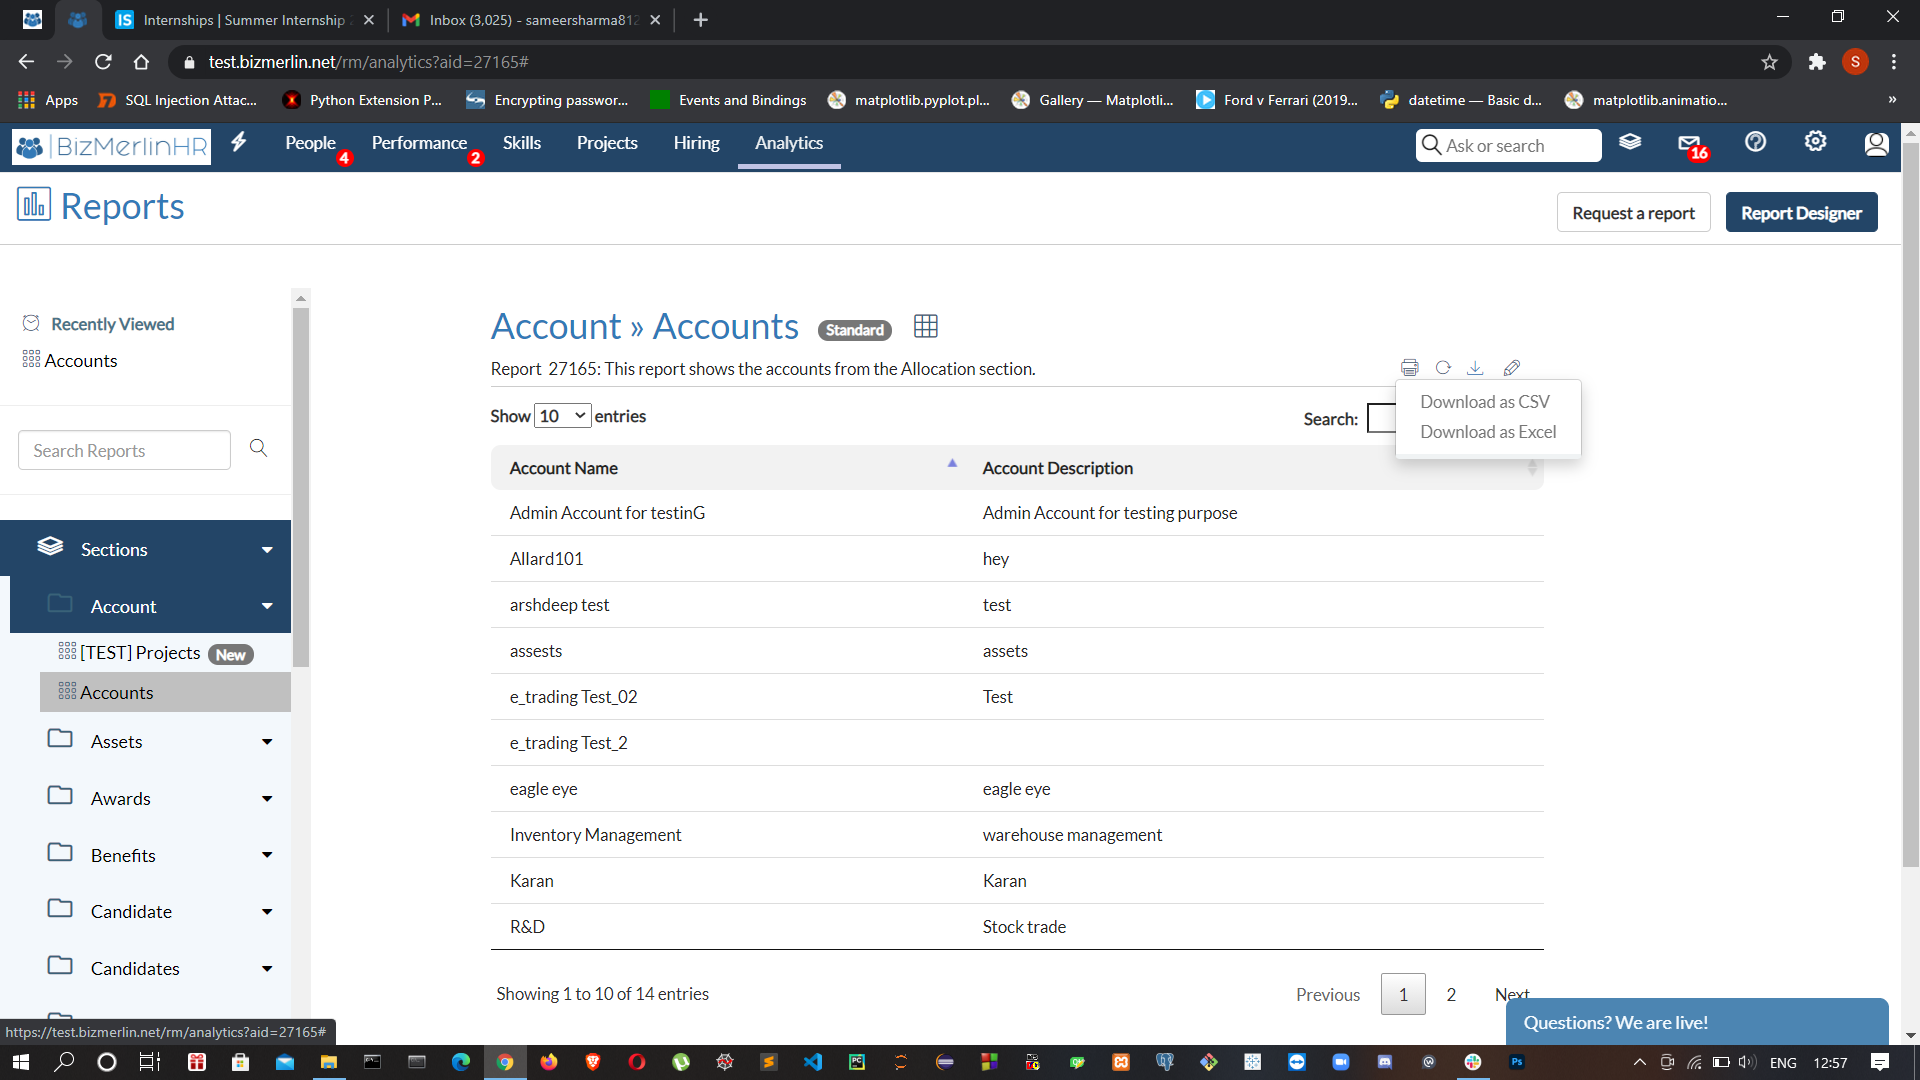 Internships | Summer Internship 2
Inbox (3,025) - sameersharma812
test.bizmerlin.net/rm/analytics?aid=27165#
S
Apps
SQL Injection Attac...
Python Extension P...
Encrypting passwor...
Events and Bindings
matplotlib.pyplot.pl...
Gallery — Matplotli...
Ford v Ferrari (2019...
datetime — Basic d...
matplotlib.animatio...
»
BizMerlinHR
People 4
Performance 2
Skills
Projects
Hiring
Analytics
Ask or search
16
Reports
Request a report
Report Designer
Recently Viewed
Accounts
Search Reports
Sections
Account
[TEST] Projects New
Accounts
Assets
Awards
Benefits
Candidate
Candidates
Account » Accounts Standard
Report 27165: This report shows the accounts from the Allocation section.
Download as CSV
Download as Excel
Show 10 entries
Search:
Account Name Account Description
Admin Account for testinG Admin Account for testing purpose
Allard101 hey
arshdeep test test
assests assets
e_trading Test_02 Test
e_trading Test_2
eagle eye eagle eye
Inventory Management warehouse management
Karan Karan
R&D Stock trade
Showing 1 to 10 of 14 entries
Previous 1 2 Next
Questions? We are live!
https://test.bizmerlin.net/rm/analytics?aid=27165#
ENG 12:57